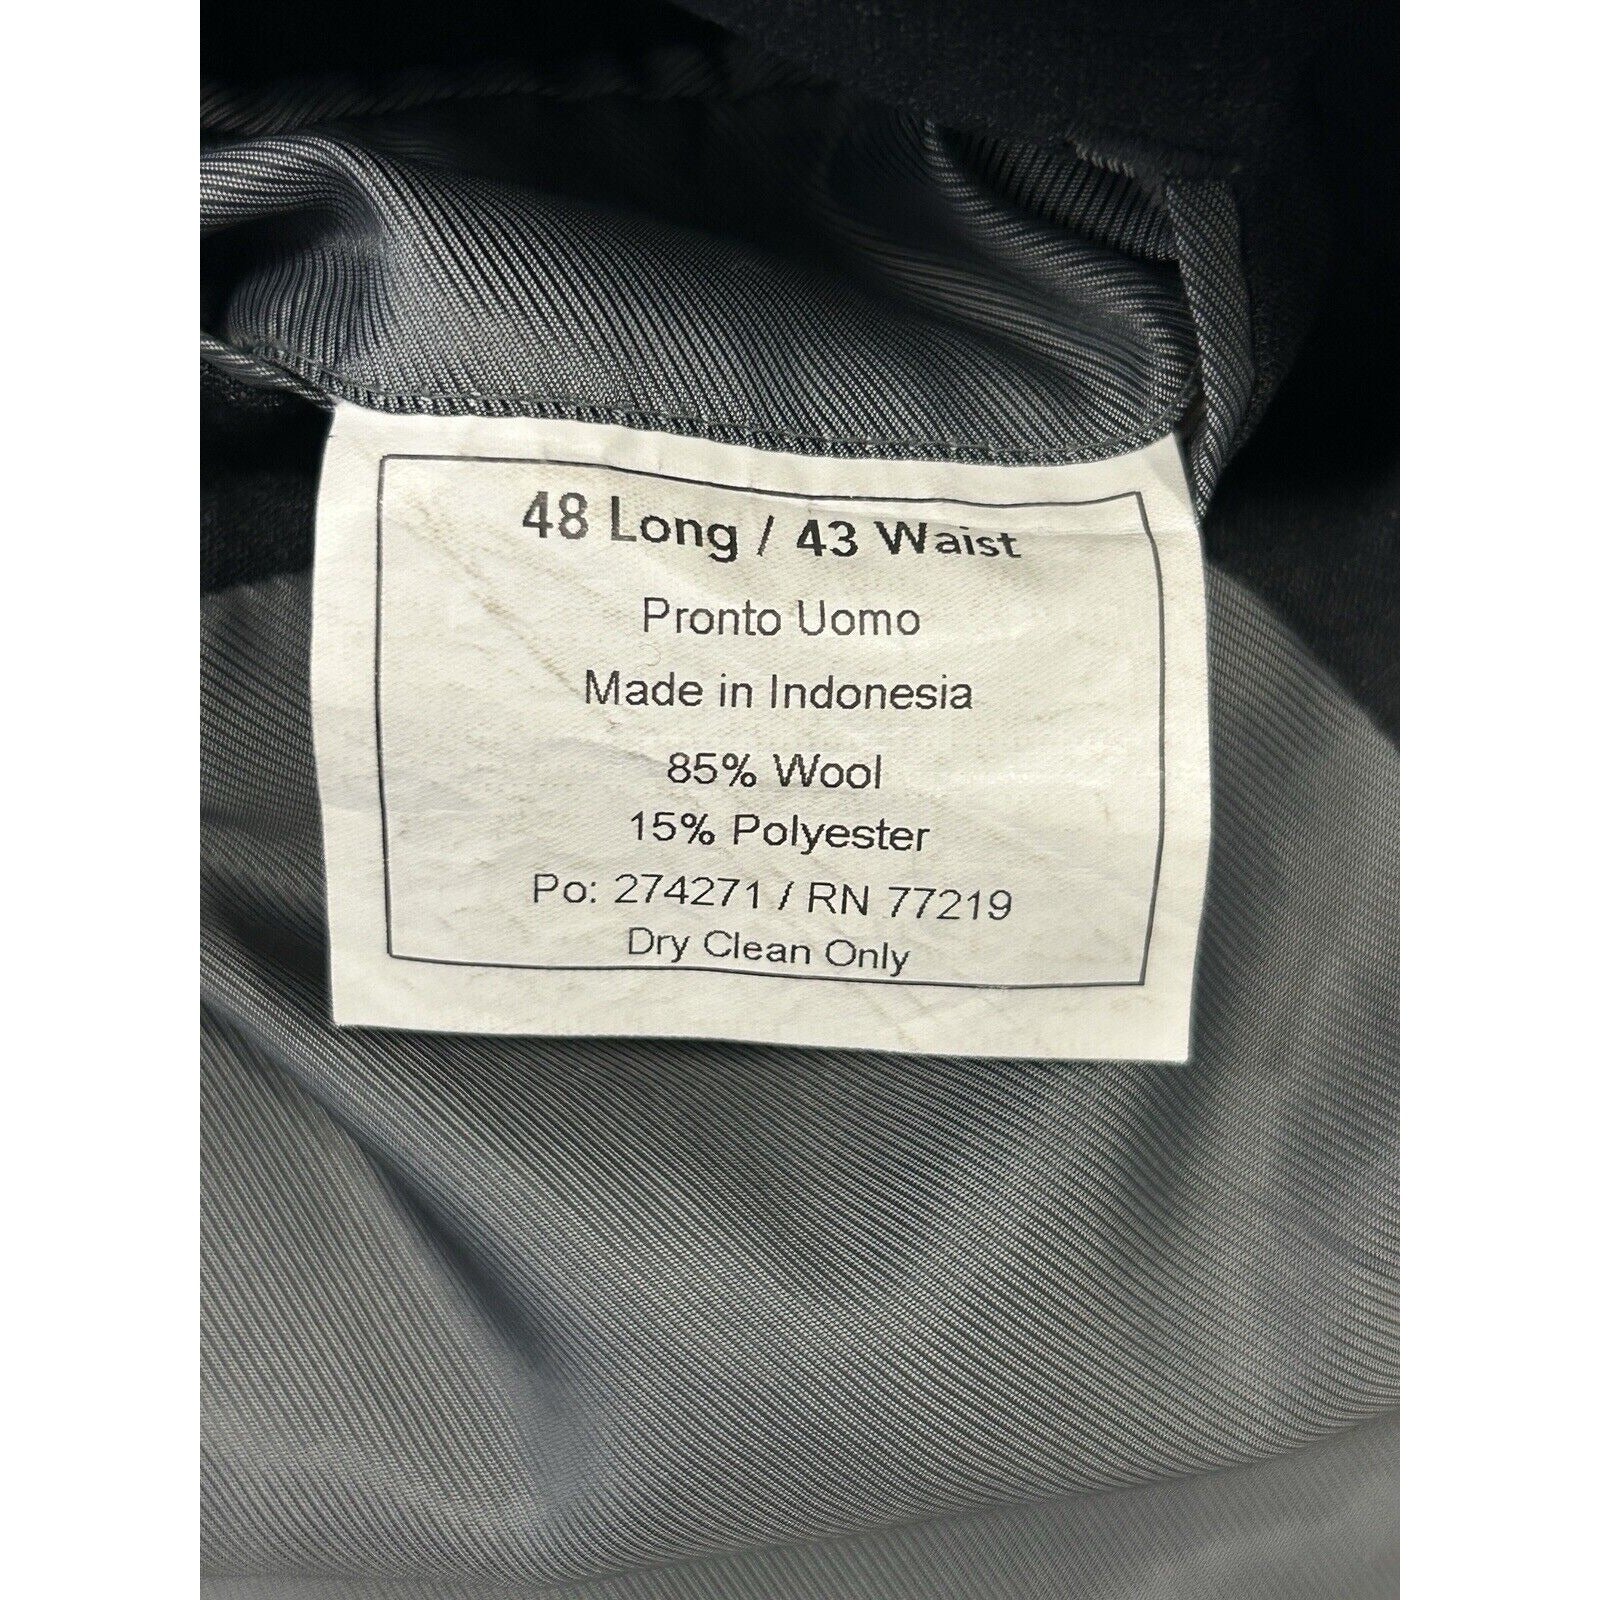 48 Long / 43 Waist
Pronto Uomo
Made in Indonesia
85% Wool
15% Polyester
Po: 274271 / RN 77219
Dry Clean Only